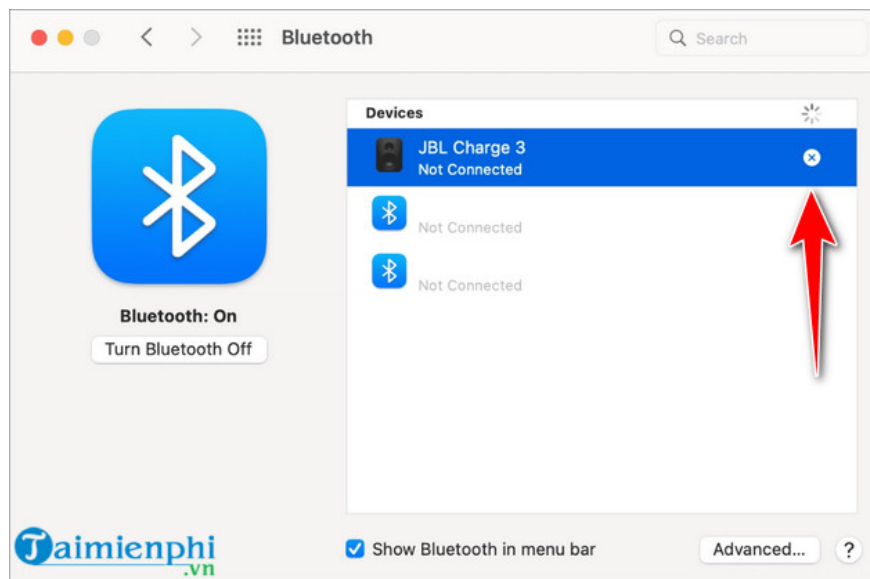 Bluetooth
Search
Devices
JBL Charge 3
Not Connected
Not Connected
Not Connected
Bluetooth: On
Turn Bluetooth Off
Show Bluetooth in menu bar
Advanced...
?
Taimienphi
.vn